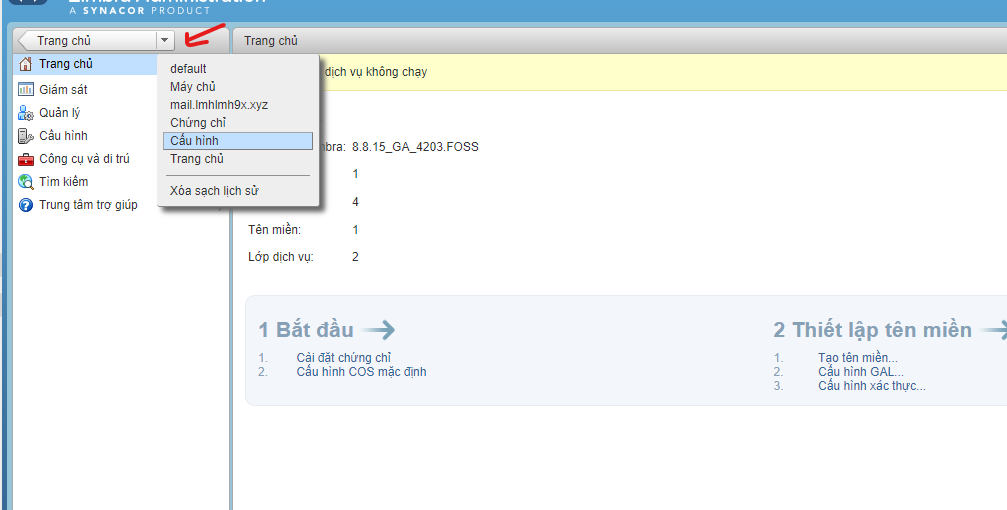 A SYNACOR PRODUCT
Trang chủ
Trang chủ
Giám sát
Quản lý
Cấu hình
Công cụ và di trú
Tìm kiếm
Trung tâm trợ giúp
default
Máy chủ
mail.lmhlmh9x.xyz
Chứng chỉ
Cấu hình
Trang chủ
Xóa sạch lịch sử
Trang chủ
dịch vụ không chạy
bra: 8.8.15_GA_4203.FOSS
1
4
Tên miền: 1
Lớp dịch vụ: 2
1 Bắt đầu
1. Cài đặt chứng chỉ
2. Cấu hình COS mặc định
2 Thiết lập tên miền
1. Tạo tên miền...
2. Cấu hình GAL...
3. Cấu hình xác thực...